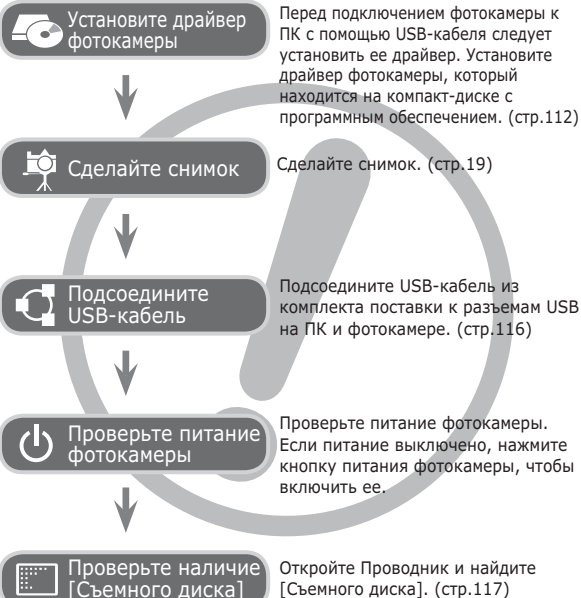 Установите драйвер
фотокамеры
Перед подключением фотокамеры к
ПК с помощью USB-кабеля следует
установить ее драйвер. Установите
драйвер фотокамеры, который
находится на компакт-диске с
программным обеспечением. (стр.112)
Сделайте снимок
Сделайте снимок. (стр.19)
Подсоедините
USB-кабель
Подсоедините USB-кабель из
комплекта поставки к разъемам USB
на ПК и фотокамере. (стр.116)
Проверьте питание
фотокамеры
Проверьте питание фотокамеры.
Если питание выключено, нажмите
кнопку питания фотокамеры, чтобы
включить ее.
Проверьте наличие
[Съемного диска]
Откройте Проводник и найдите
[Съемного диска]. (стр.117)